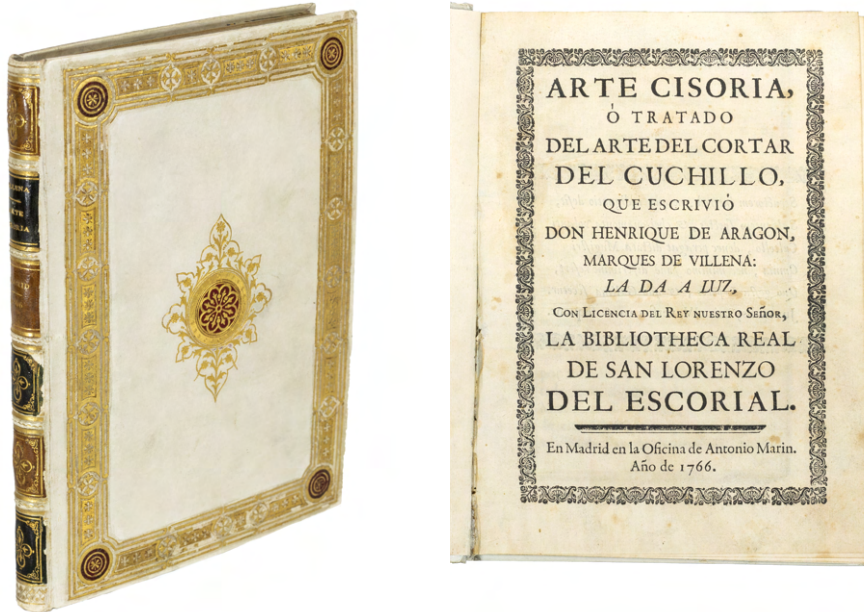 ARTE CISORIA,
Ò TRATADO
DEL ARTE DEL CORTAR
DEL CUCHILLO,
QUE ESCRIVIÓ
DON HENRIQUE DE ARAGON,
MARQUES DE VILLENA:
LA DA A LUZ,
CON LICENCIA DEL REY NUESTRO SEÑOR,
LA BIBLIOTHECA REAL
DE SAN LORENZO
DEL ESCORIAL.
En Madrid en la Oficina de Antonio Marin.
Año de 1766.